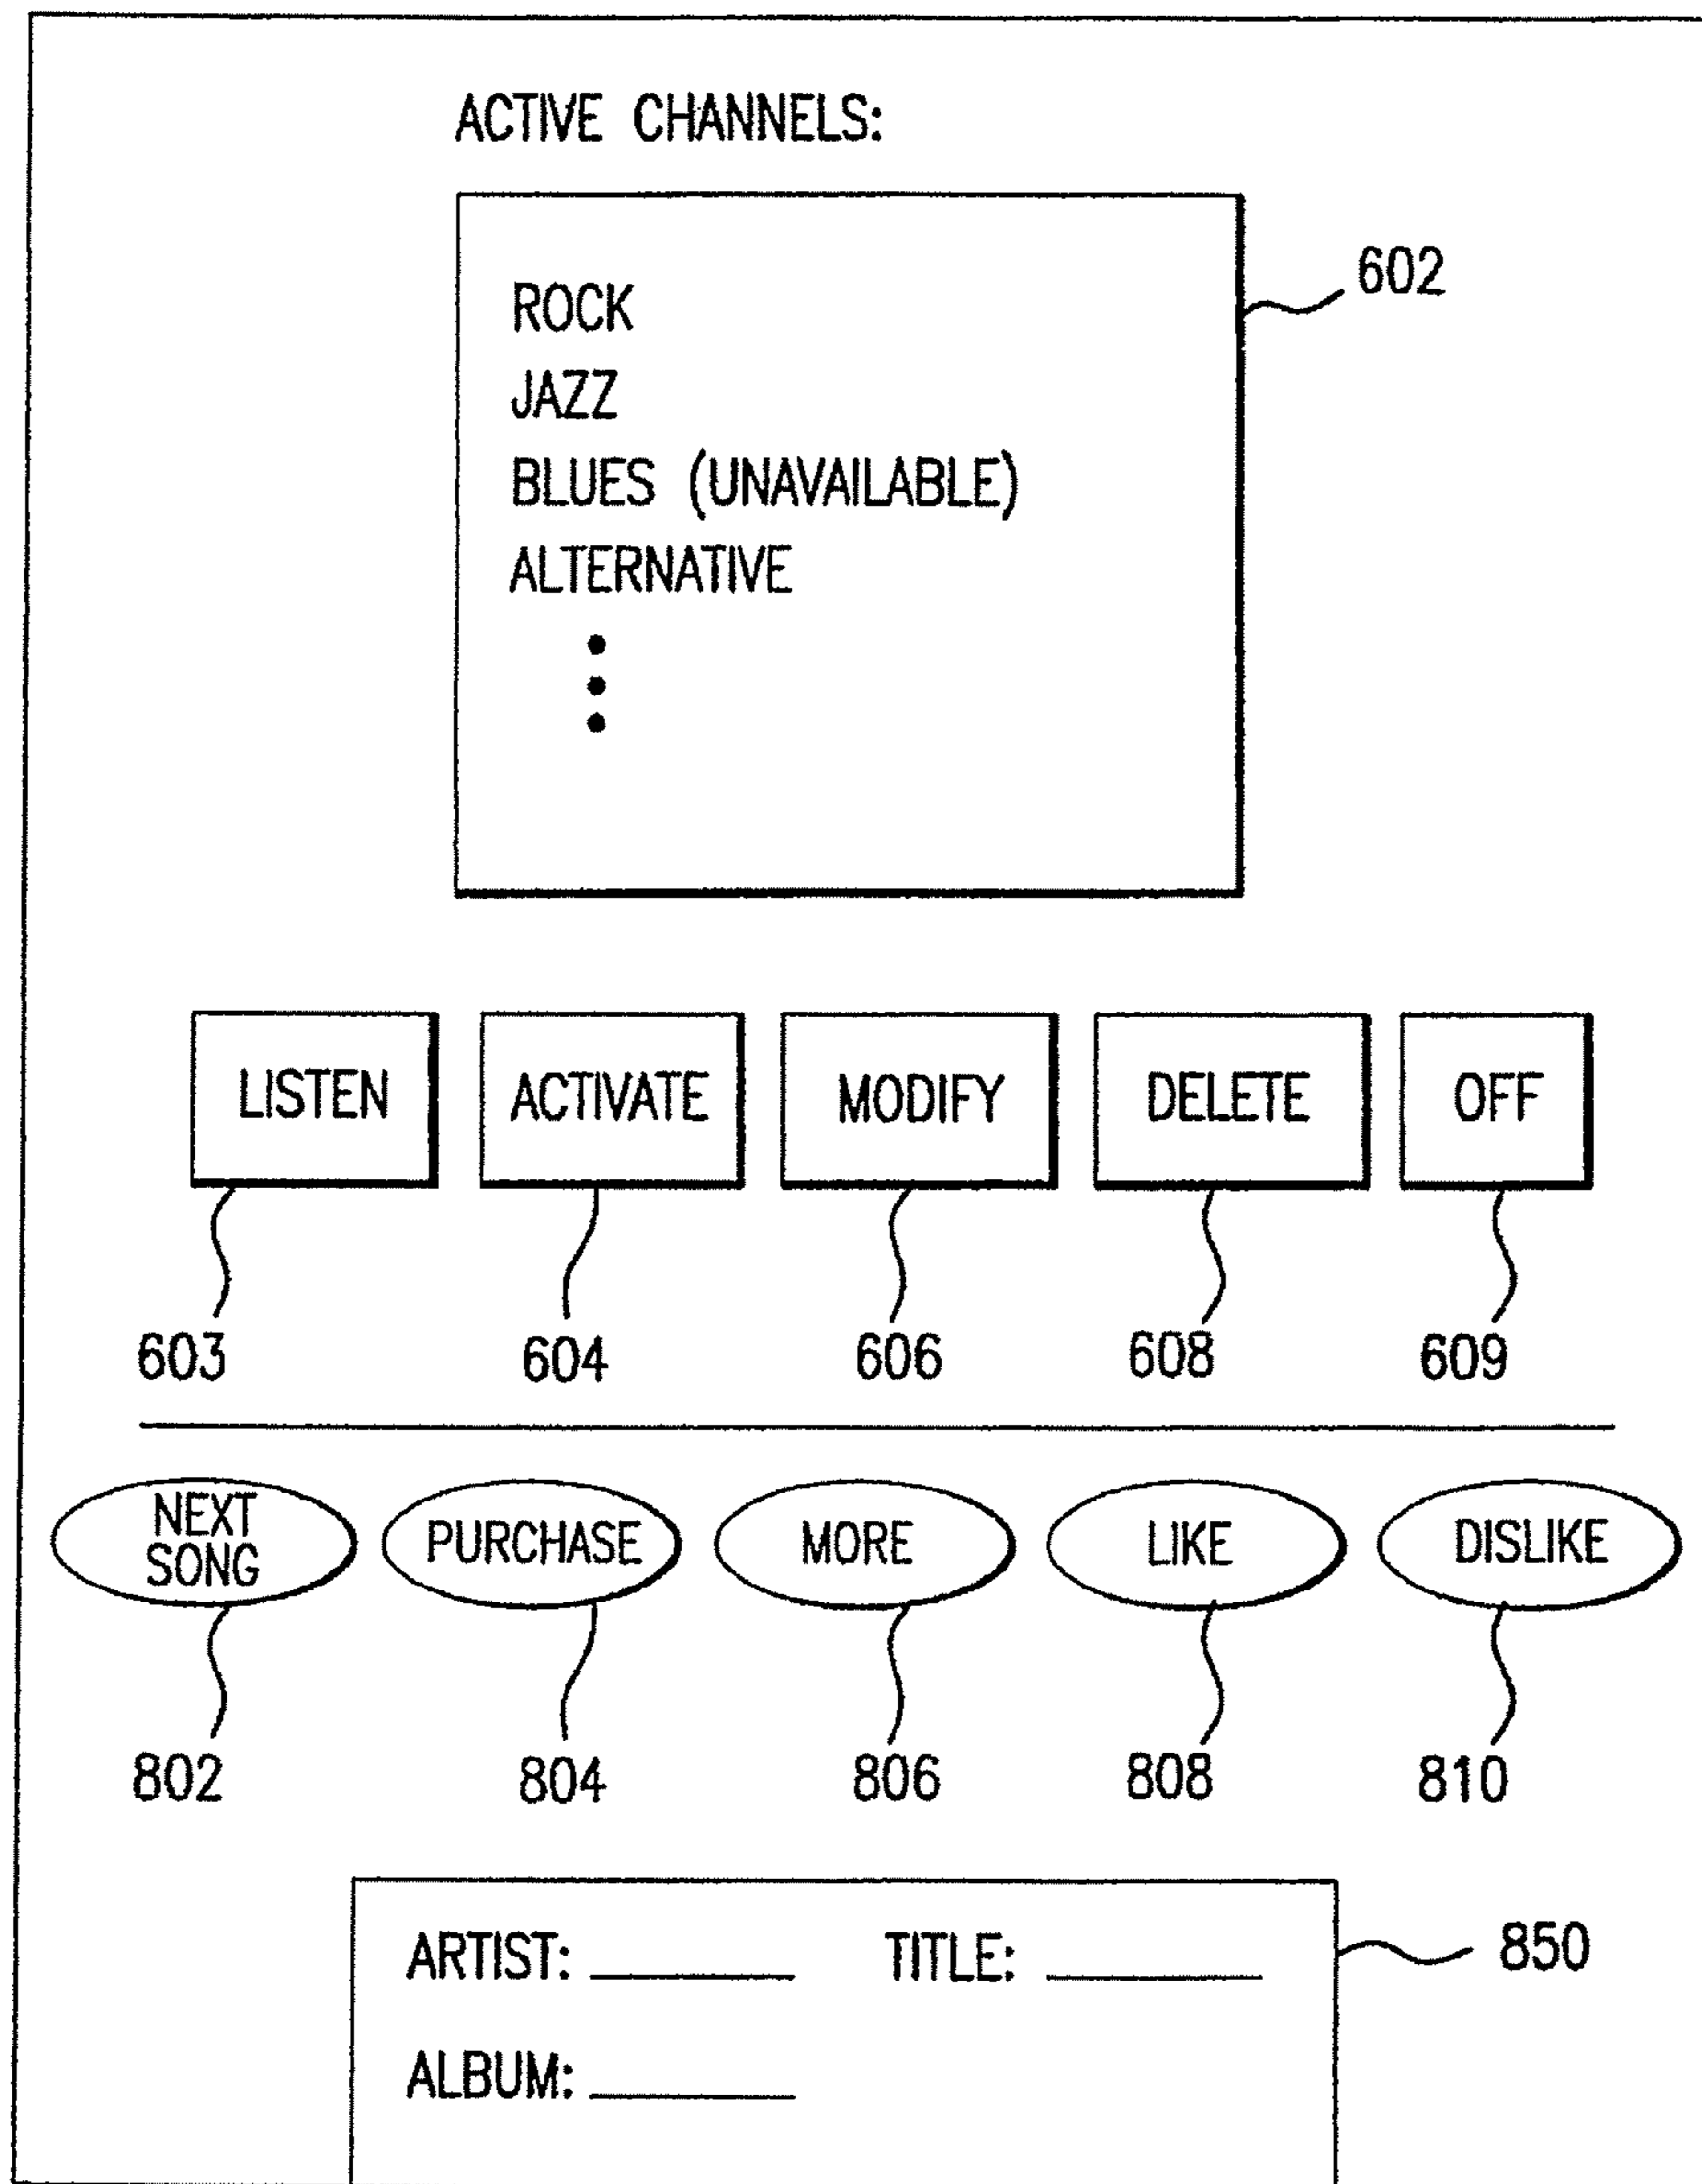 ACTIVE CHANNELS:
602
ROCK
JAZZ
BLUES (UNAVAILABLE)
ALTERNATIVE
LISTEN ACTIVATE MODIFY DELETE OFF
603 604 606 608 609
NEXT
SONG
PURCHASE MORE LIKE DISLIKE
802 804 806 808 810
ARTIST: TITLE: 850
ALBUM: